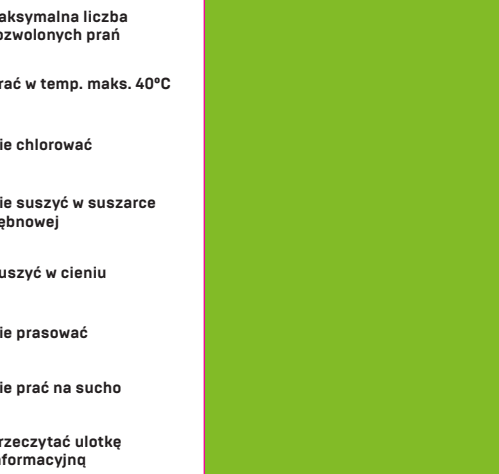 aksymalna liczba
ozwolonych prań
rać w temp. maks. 40°C
ie chlorować
ie suszyć w suszarce
ębnowej
uszyć w cieniu
ie prasować
ie prać na sucho
rzeczytać ulotkę
nformacyjną